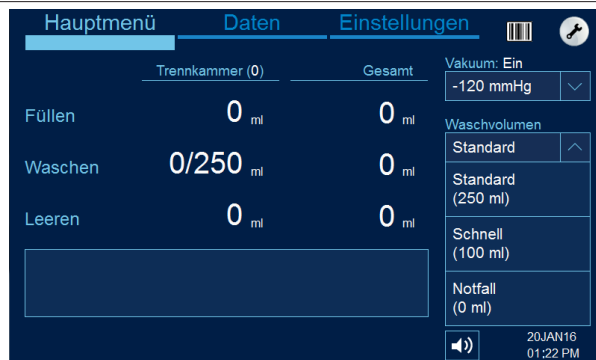 Hauptmenü Daten Einstellungen
Vakuum: Ein
-120 mmHg
Trennkammer (0) Gesamt
Füllen 0 ml 0 ml
Waschen 0/250 ml 0 ml
Leeren 0 ml 0 ml
Waschvolumen
Standard
Standard
(250 ml)
Schnell
(100 ml)
Notfall
(0 ml)
20JAN16
01:22 PM